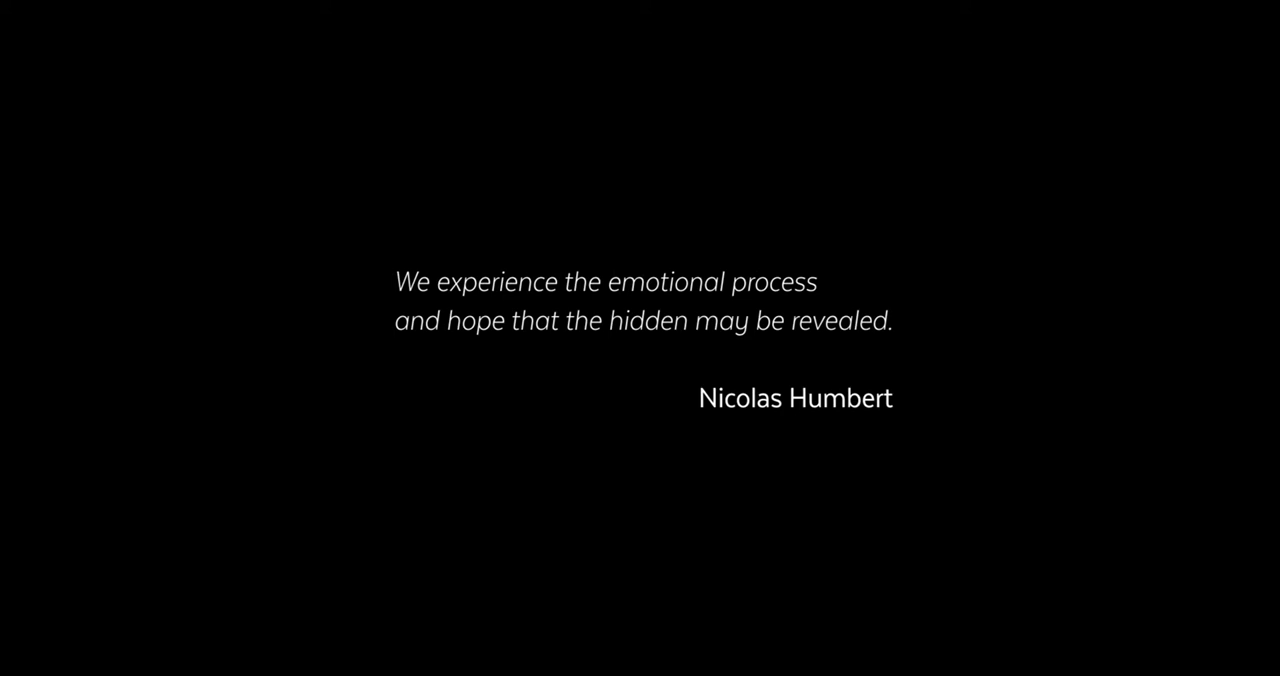 We experience the emotional process
and hope that the hidden may be revealed.
Nicolas Humbert